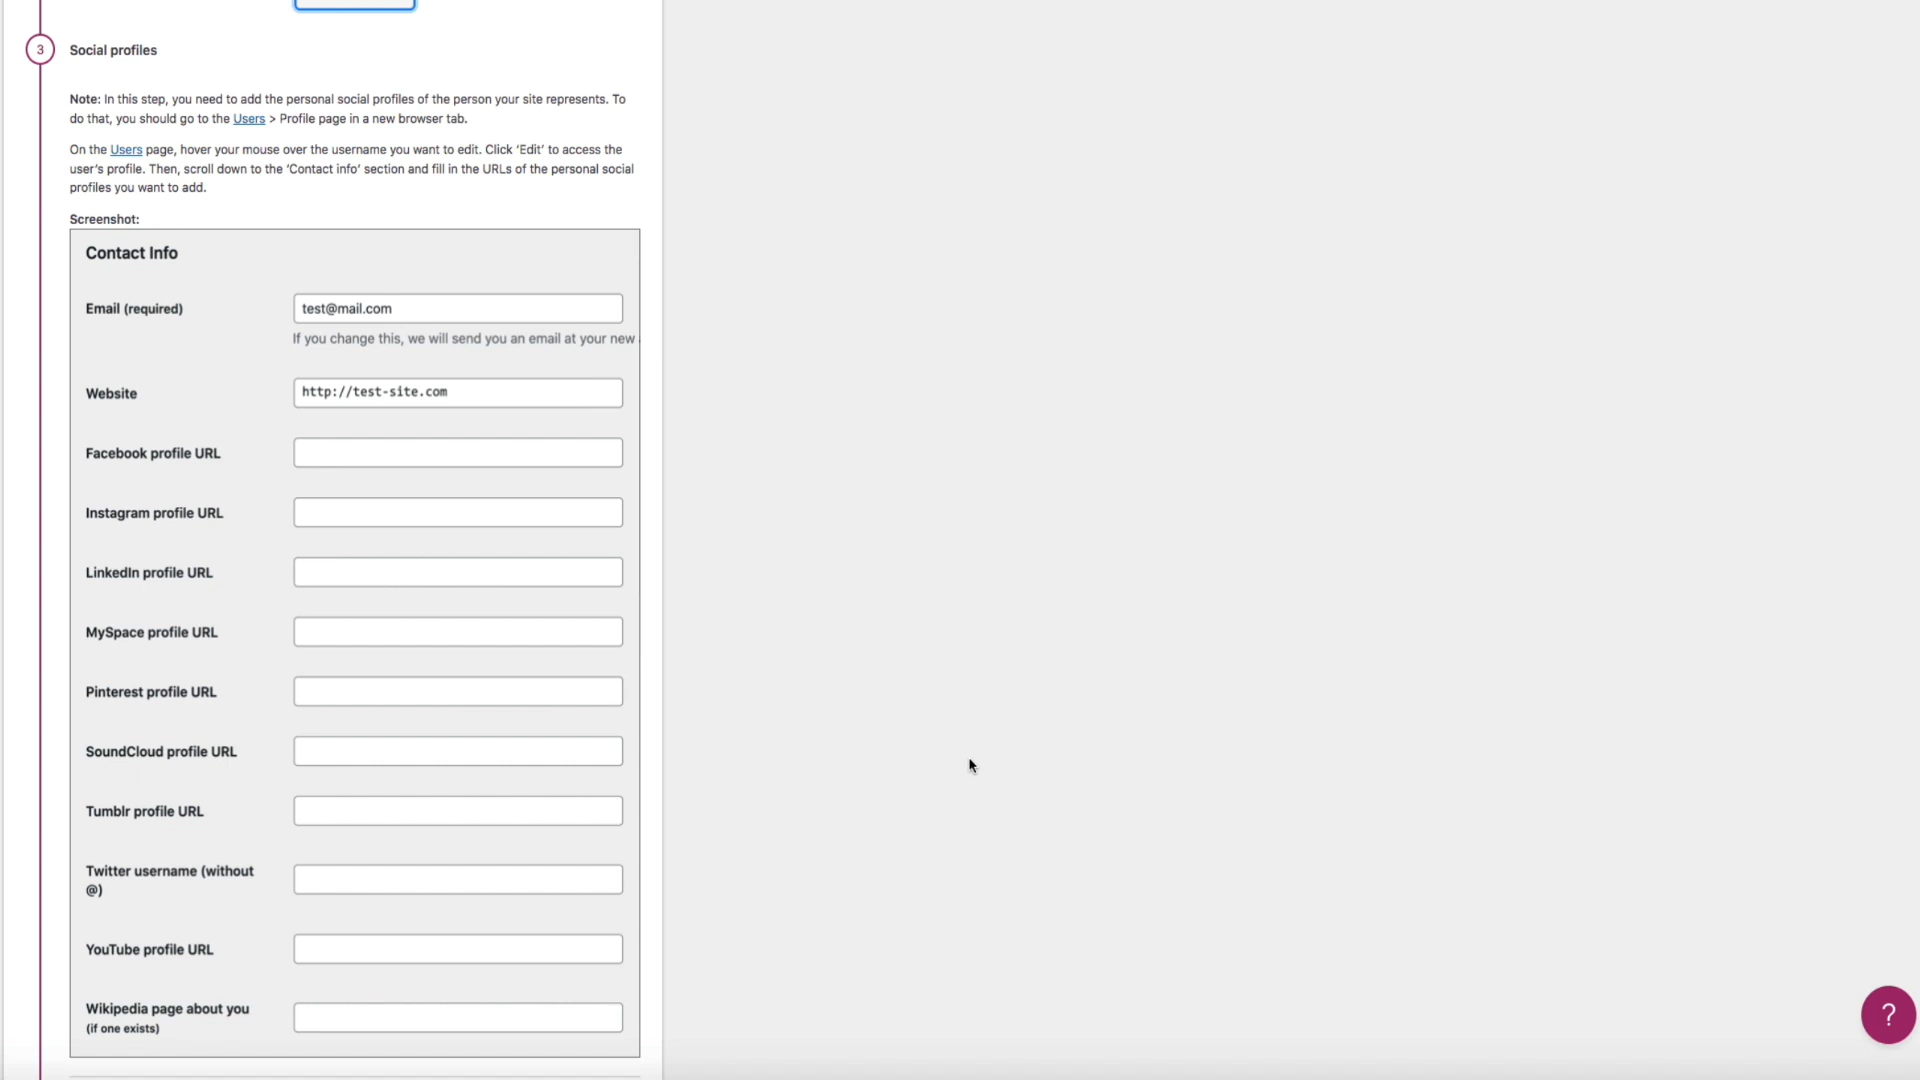 3 Social profiles
Note: In this step, you need to add the personal social profiles of the person your site represents. To
do that, you should go to the Users > Profile page in a new browser tab.
On the Users page, hover your mouse over the username you want to edit. Click ‘Edit’ to access the
user’s profile. Then, scroll down to the ‘Contact info’ section and fill in the URLs of the personal social
profiles you want to add.
Screenshot:
Contact Info
Email (required) test@mail.com
If you change this, we will send you an email at your new
Website http://test-site.com
Facebook profile URL
Instagram profile URL
LinkedIn profile URL
MySpace profile URL
Pinterest profile URL
SoundCloud profile URL
Tumblr profile URL
Twitter username (without
@)
YouTube profile URL
Wikipedia page about you
(if one exists)
?